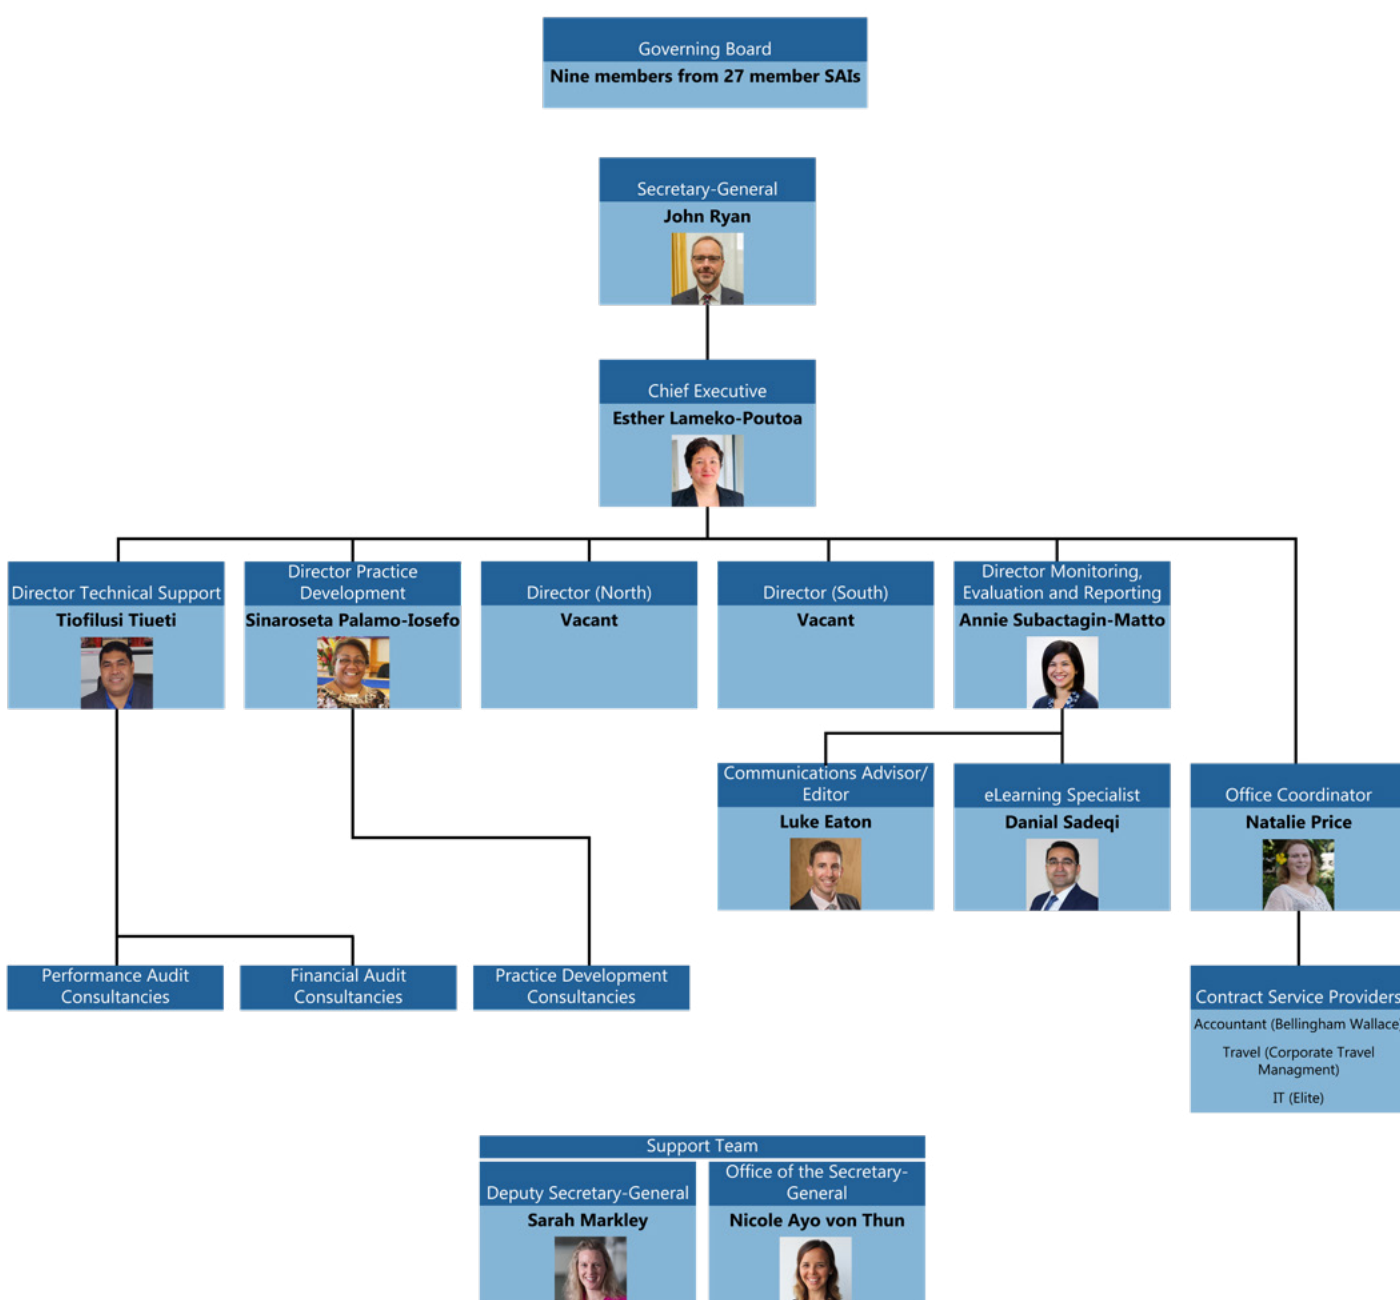 Governing Board
Nine members from 27 member SAIs
Secretary-General
John Ryan
Chief Executive
Esther Lameko-Poutoa
Director Technical Support
Tiofilusi Tiueti
Director Practice
Development
Sinaroseta Palamo-Iosefo
Director (North)
Vacant
Director (South)
Vacant
Director Monitoring,
Evaluation and Reporting
Annie Subactagin-Matto
Communications Advisor/
Editor
Luke Eaton
eLearning Specialist
Danial Sadeqi
Office Coordinator
Natalie Price
Performance Audit
Consultancies
Financial Audit
Consultancies
Practice Development
Consultancies
Contract Service Providers
Accountant (Bellingham Wallace)
Travel (Corporate Travel
Managment)
IT (Elite)
Support Team
Deputy Secretary-General
Sarah Markley
Office of the Secretary-
General
Nicole Ayo von Thun